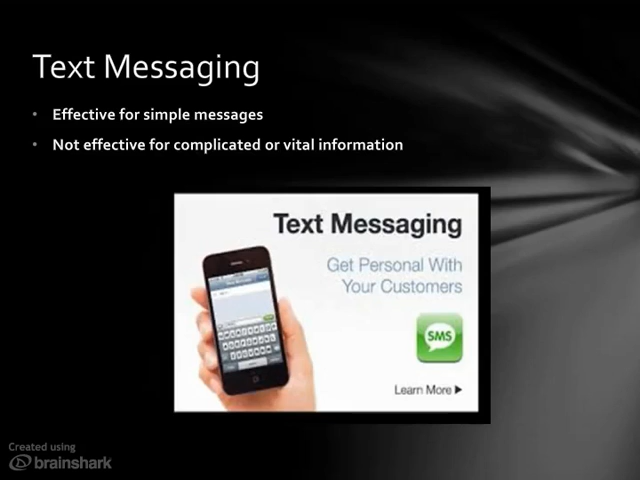 Text Messaging
• Effective for simple messages
• Not effective for complicated or vital information
Text Messaging
Get Personal With
Your Customers
SMS
Learn More ▶
Created using
brainshark